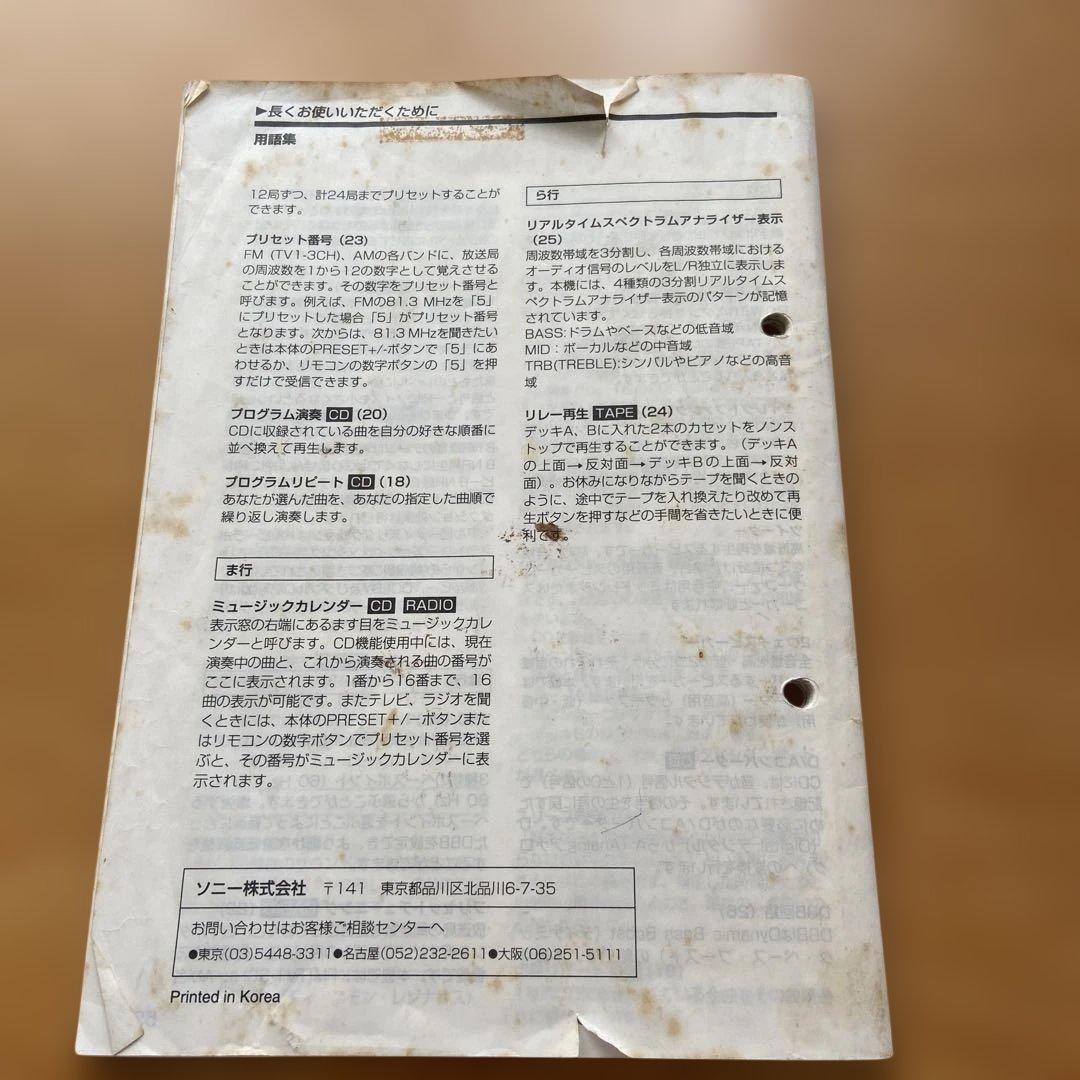 ▶長くお使いいただくために
用語集
12局ずつ、計24局までプリセットすることが
できます。
プリセット番号（23）
FM（TV1-3CH)、AMの各バンドに、放送局
の周波数を1から12の数字として覚えさせる
ことができます。その数字をプリセット番号と
呼びます。例えば、FMの81.3 MHzを「5」
にプリセットした場合「5」がプリセット番号
となります。次からは、81.3 MHzを聞きたい
ときは本体のPRESET+/-ボタンで「5」にあ
わせるか、リモコンの数字ボタンの「5」を押
すだけで受信できます。
プログラム演奏 CD（20）
CDに収録されている曲を自分の好きな順番に
並べ換えて再生します。
プログラムリピート CD（18）
あなたが選んだ曲を、あなたの指定した曲順で
繰り返し演奏します。
ま行
ミュージックカレンダー CD RADIO
表示窓の右端にあるます目をミュージックカレ
ンダーと呼びます。CD機能使用中には、現在
演奏中の曲と、これから演奏される曲の番号が
ここに表示されます。1番から16番まで、16
曲の表示が可能です。またテレビ、ラジオを聞
くときには、本体のPRESET＋/－ボタンまた
はリモコンの数字ボタンでプリセット番号を選
ぶと、その番号がミュージックカレンダーに表
示されます。
ら行
リアルタイムスペクトラムアナライザー表示
（25）
周波数帯域を3分割し、各周波数帯域における
オーディオ信号のレベルをL/R独立に表示しま
す。本機には、4種類の3分割リアルタイムス
ペクトラムアナライザー表示のパターンが記憶
されています。
BASS:ドラムやベースなどの低音域
MID：ボーカルなどの中音域
TRB(TREBLE):シンバルやピアノなどの高音
域
リレー再生 TAPE（24）
デッキA、Bに入れた2本のカセットをノンス
トップで再生することができます。（デッキA
の上面→反対面→デッキBの上面→反対
面）。お休みになりながらテープを聞くときの
ように、途中でテープを入れ換えたり改めて再
生ボタンを押すなどの手間を省きたいときに便
利です。
ソニー株式会社 〒141 東京都品川区北品川6-7-35
お問い合わせはお客様ご相談センターへ
●東京(03)5448-3311●名古屋(052)232-2611●大阪(06)251-5111
Printed in Korea